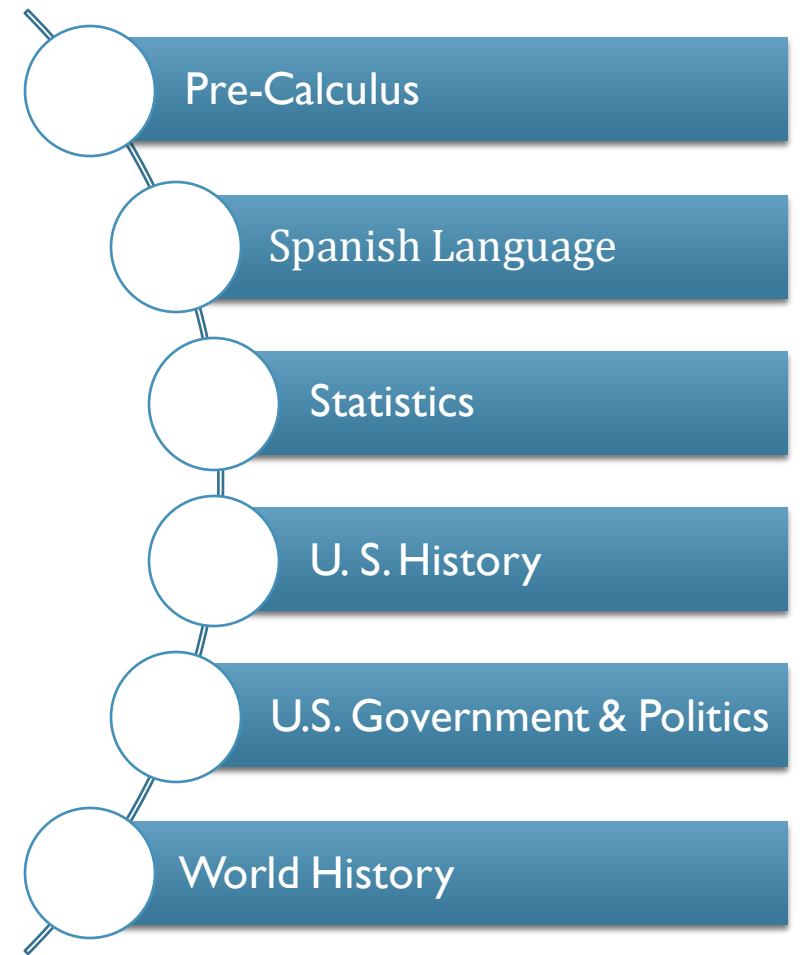 Pre-Calculus
Spanish Language
Statistics
U. S. History
U.S. Government & Politics
World History